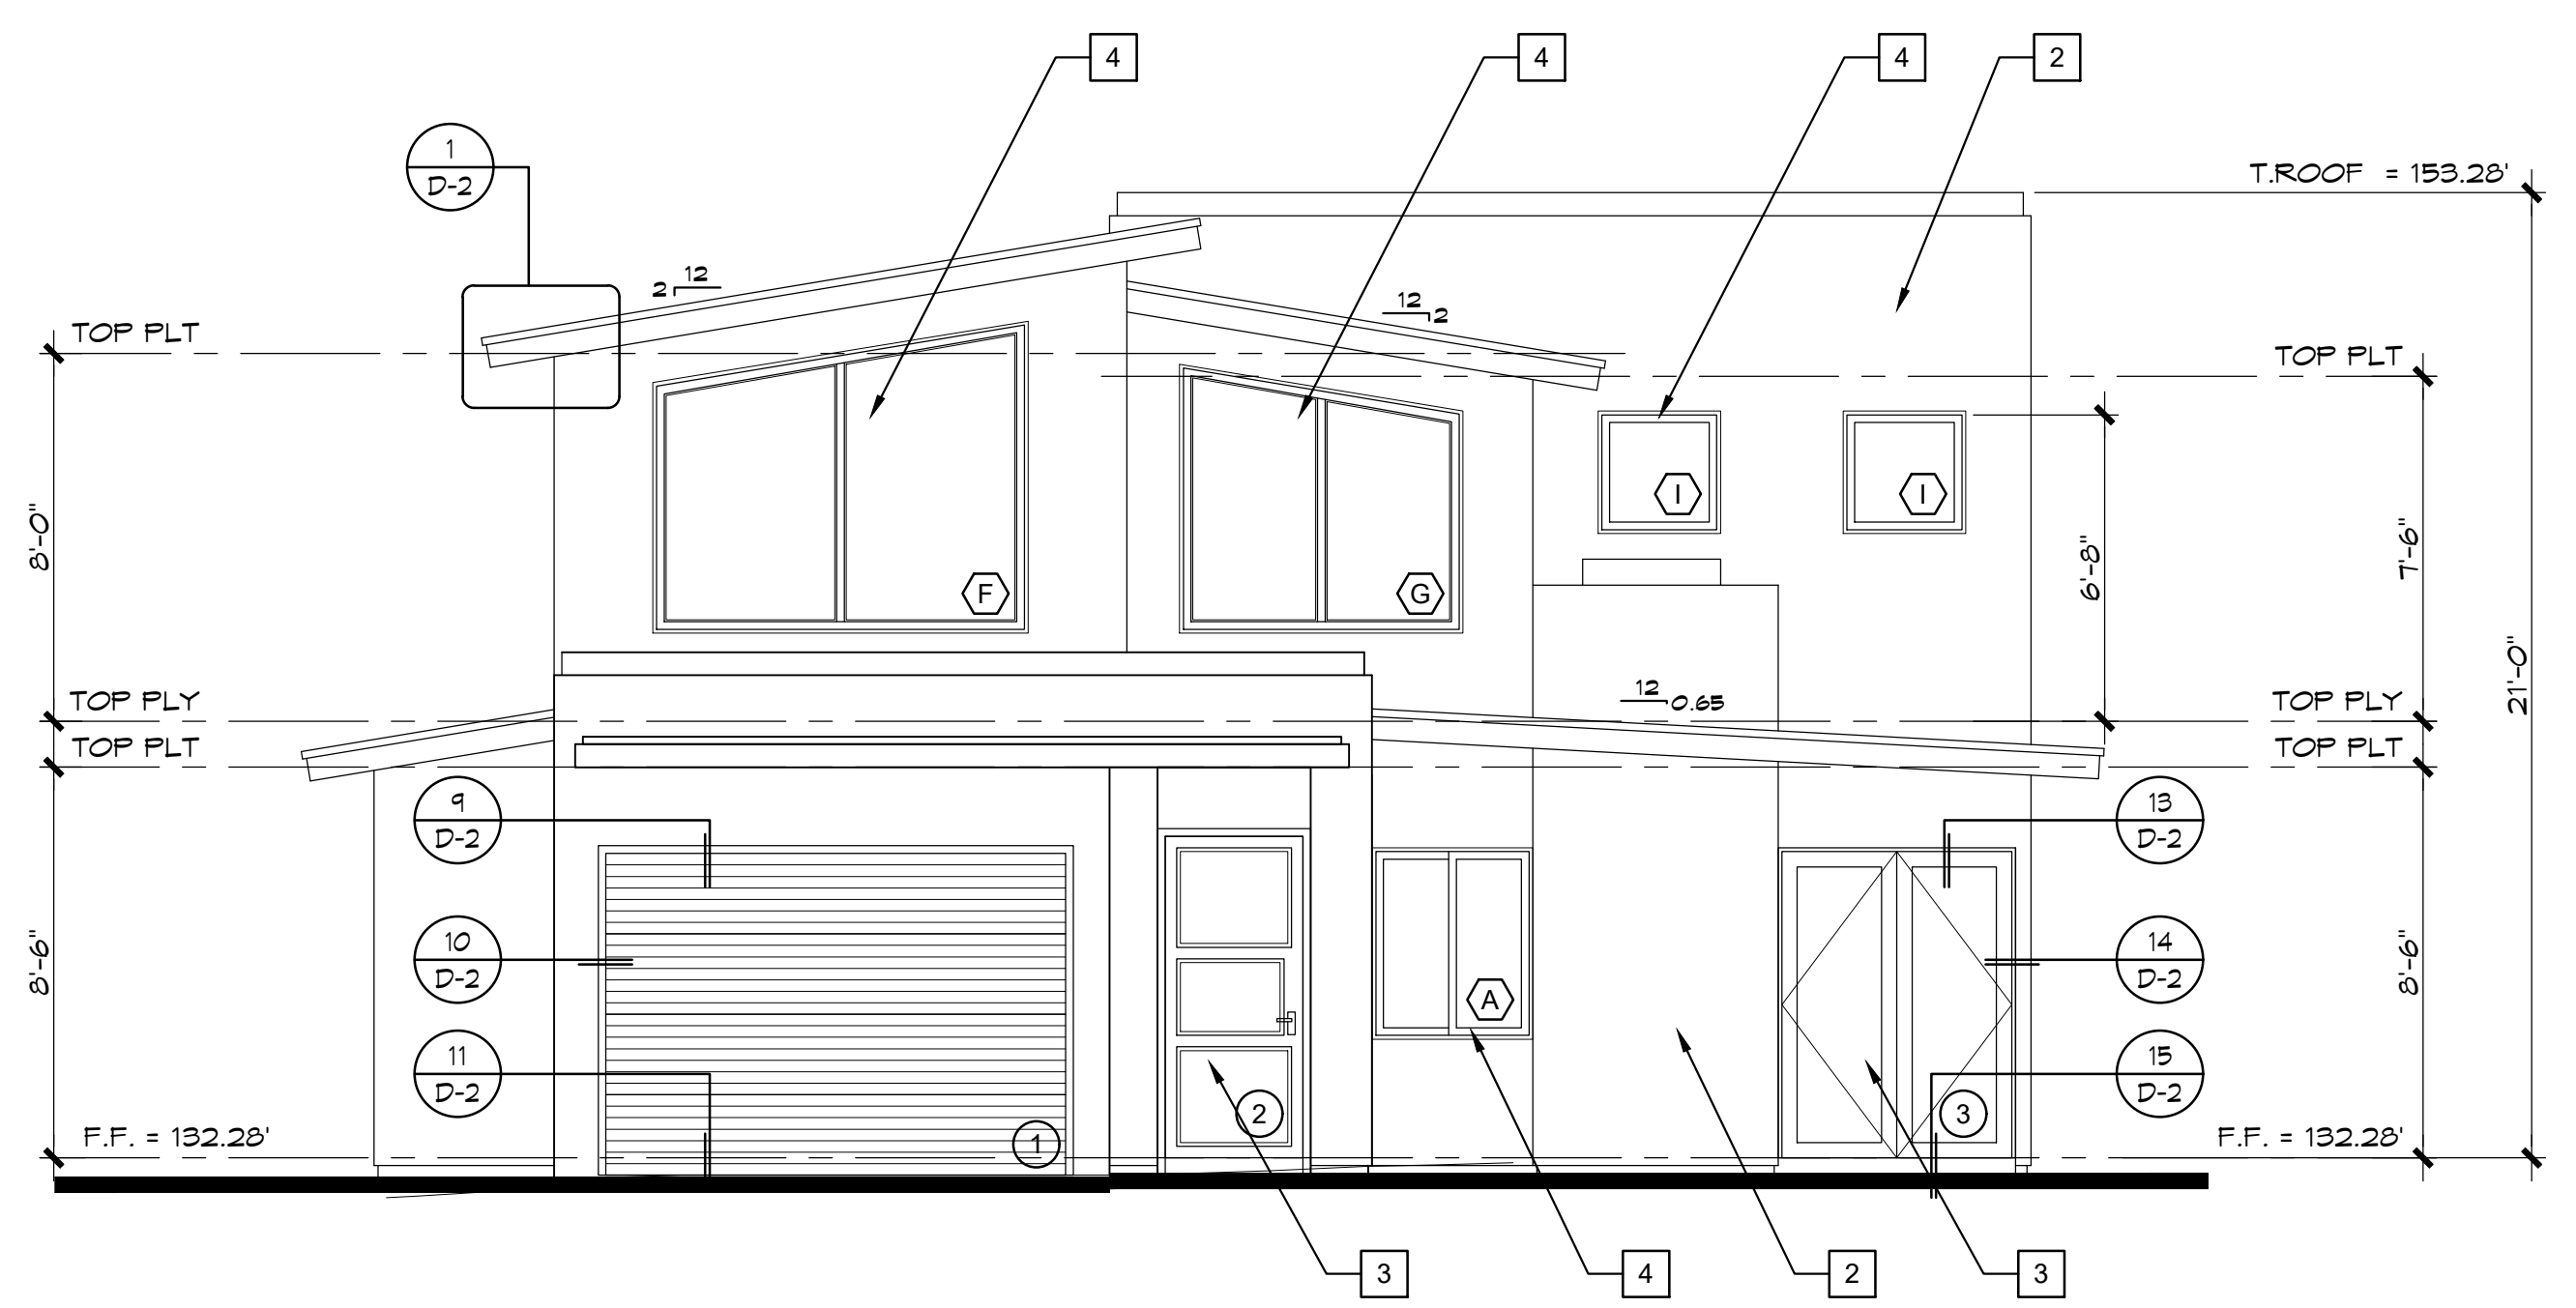 4
4
4
2
1
D-2
T.ROOF = 153.28'
12
2
12
2
TOP PLT
TOP PLT
I
I
8'-0"
7'-6"
6'-8"
F
G
21'-0"
12
0.65
TOP PLY
TOP PLY
TOP PLT
TOP PLT
9
D-2
13
D-2
10
D-2
14
D-2
8'-6"
8'-6"
A
11
D-2
15
D-2
2
3
1
F.F. = 132.28'
F.F. = 132.28'
3
4
2
3